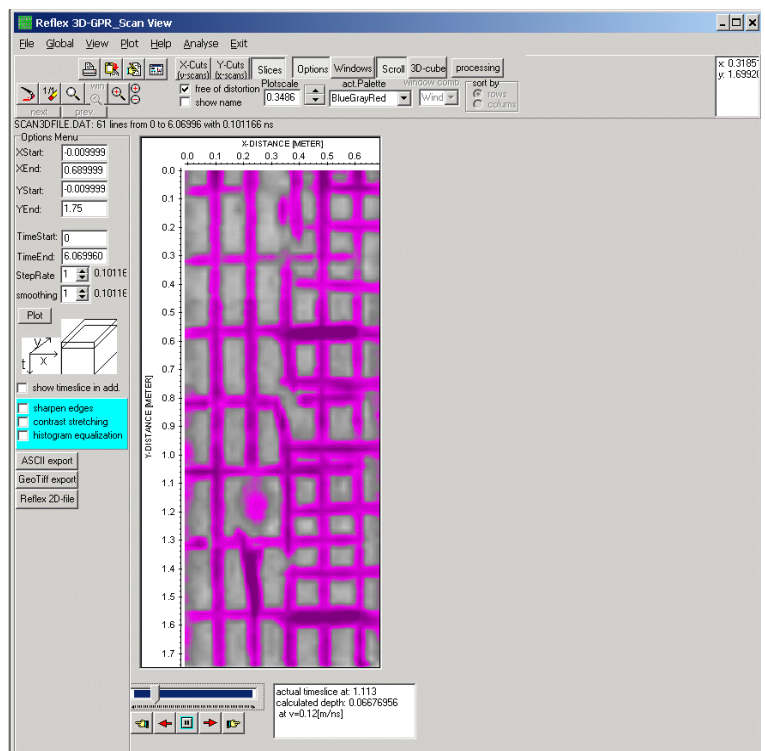 Reflex 3D-GPR_Scan View
File Global View Plot Help Analyse Exit
X-Cuts (y-scans) Y-Cuts (x-scans) Slices Options Windows Scroll 3D-cube processing
x: 0.3185
y: 1.6992
1/2 win
free of distortion Plotscale act.Palette window comb. sort by
show name 0.3486 BlueGrayRed Wind rows
colums
next prev.
SCAN3DFILE.DAT: 61 lines from 0 to 6.06996 with 0.101166 ns
Options Menu
XStart: -0.009999
XEnd: 0.689999
YStart: -0.009999
YEnd: 1.75
TimeStart: 0
TimeEnd: 6.069960
StepRate 1 0.10116
smoothing 1 0.10116
Plot
y
t x
show timeslice in add.
sharpen edges
contrast stretching
histogram equalization
ASCII export
GeoTiff export
Reflex 2D-file
X-DISTANCE [METER]
0.0 0.1 0.2 0.3 0.4 0.5 0.6
Y-DISTANCE [METER]
0.0
0.1
0.2
0.3
0.4
0.5
0.6
0.7
0.8
0.9
1.0
1.1
1.2
1.3
1.4
1.5
1.6
1.7
actual timeslice at: 1.113
calculated depth: 0.06676956
at v=0.12[m/ns]